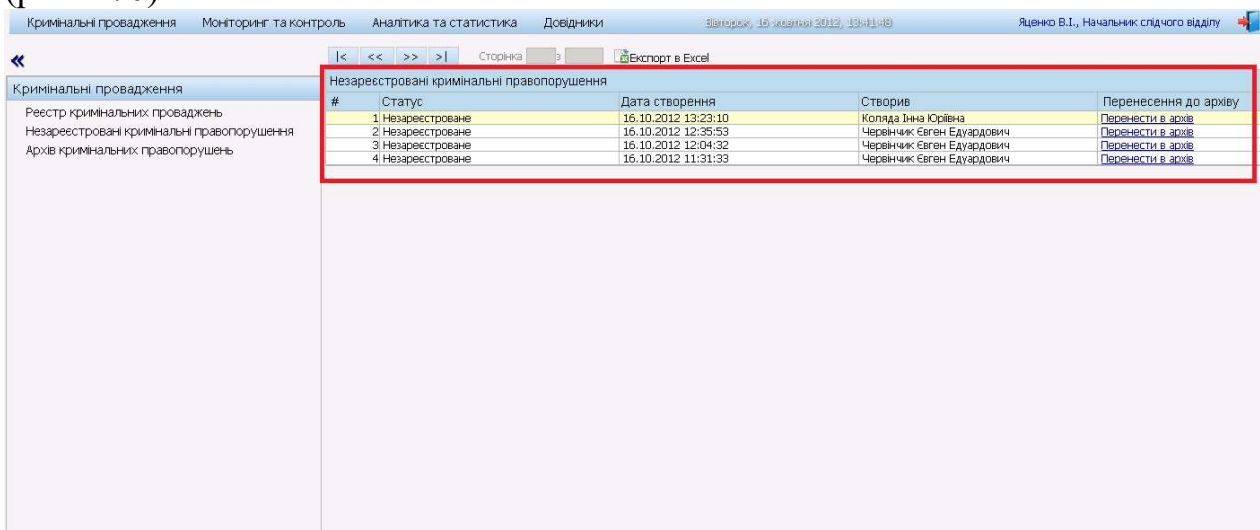 Кримінальні провадження Моніторинг та контроль Аналітика та статистика Довідники Вівторок, 16 жовтня 2012, 13:41:48 Яценко В.І., Начальник слідчого відділу
« |< << >> >| Сторінка з Експорт в Excel
Кримінальні провадження
Реєстр кримінальних проваджень
Незареєстровані кримінальні правопорушення
Архів кримінальних правопорушень
Незареєстровані кримінальні правопорушення
# Статус Дата створення Створив Перенесення до архіву
1 Незареєстроване 16.10.2012 13:23:10 Коляда Інна Юріївна Перенести в архів
2 Незареєстроване 16.10.2012 12:35:53 Червінчик Євген Едуардович Перенести в архів
3 Незареєстроване 16.10.2012 12:04:32 Червінчик Євген Едуардович Перенести в архів
4 Незареєстроване 16.10.2012 11:31:33 Червінчик Євген Едуардович Перенести в архів